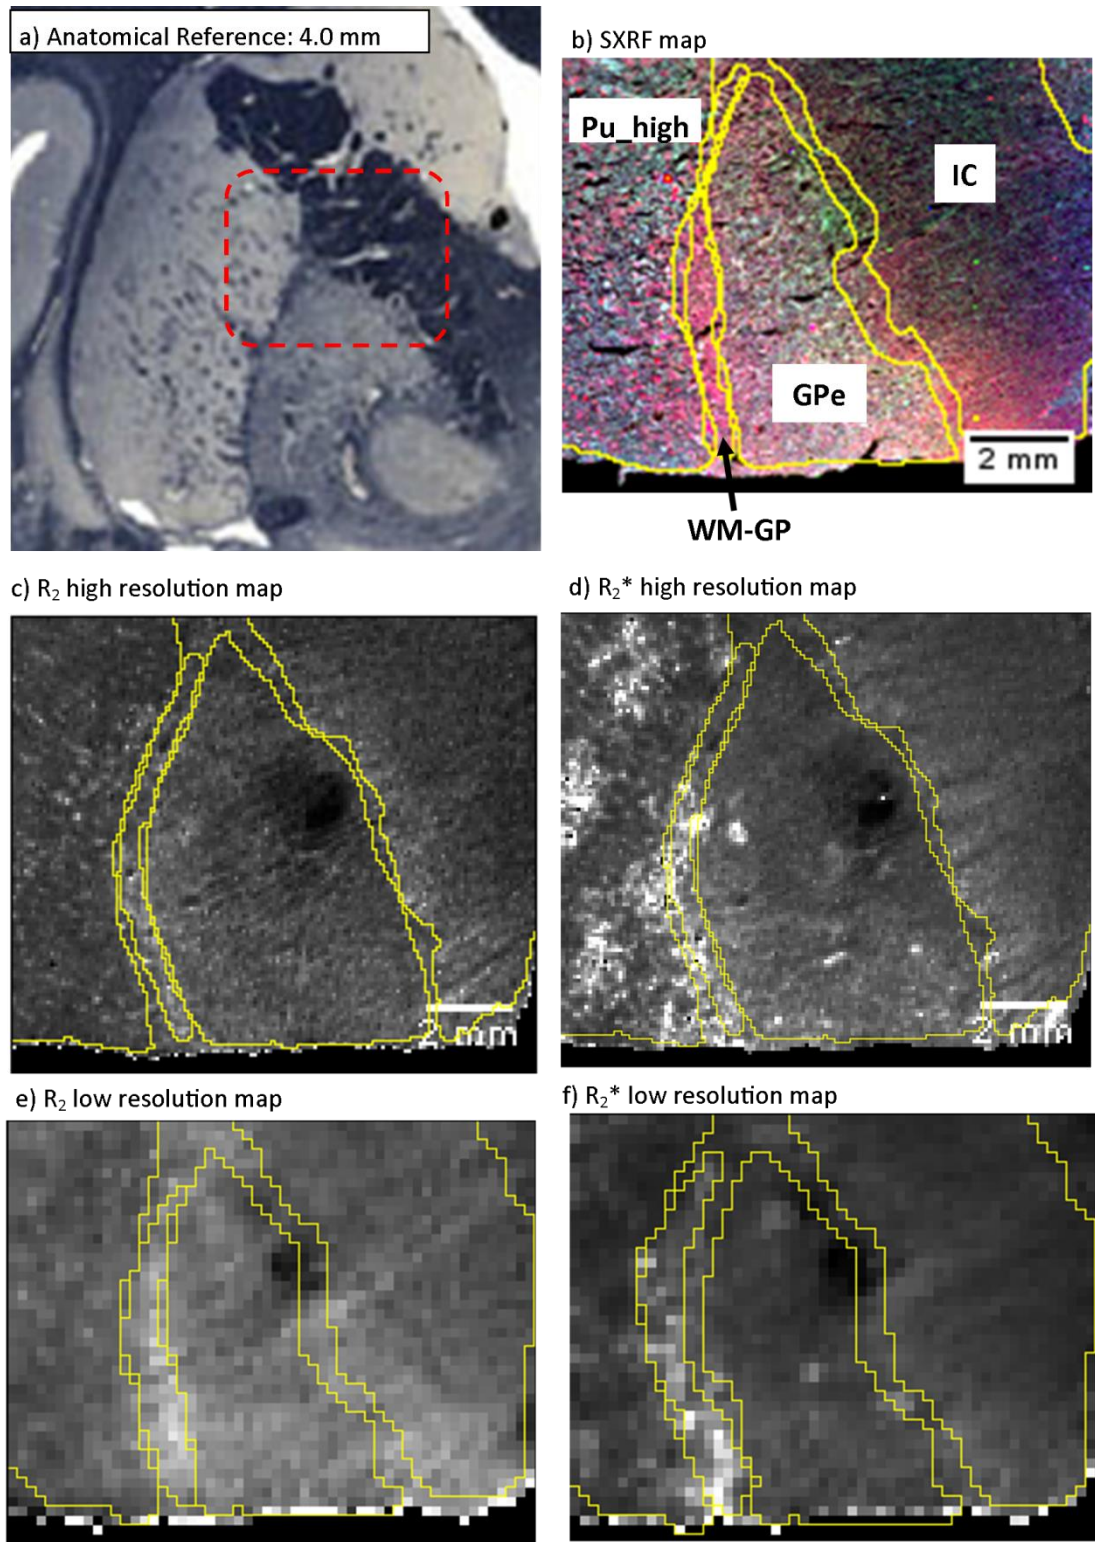 a) Anatomical Reference: 4.0 mm
b) SXRF map
Pu_high
IC
GPe
2 mm
WM-GP
c) R₂ high resolution map
d) R₂* high resolution map
2 mm
2 mm
e) R₂ low resolution map
f) R₂* low resolution map